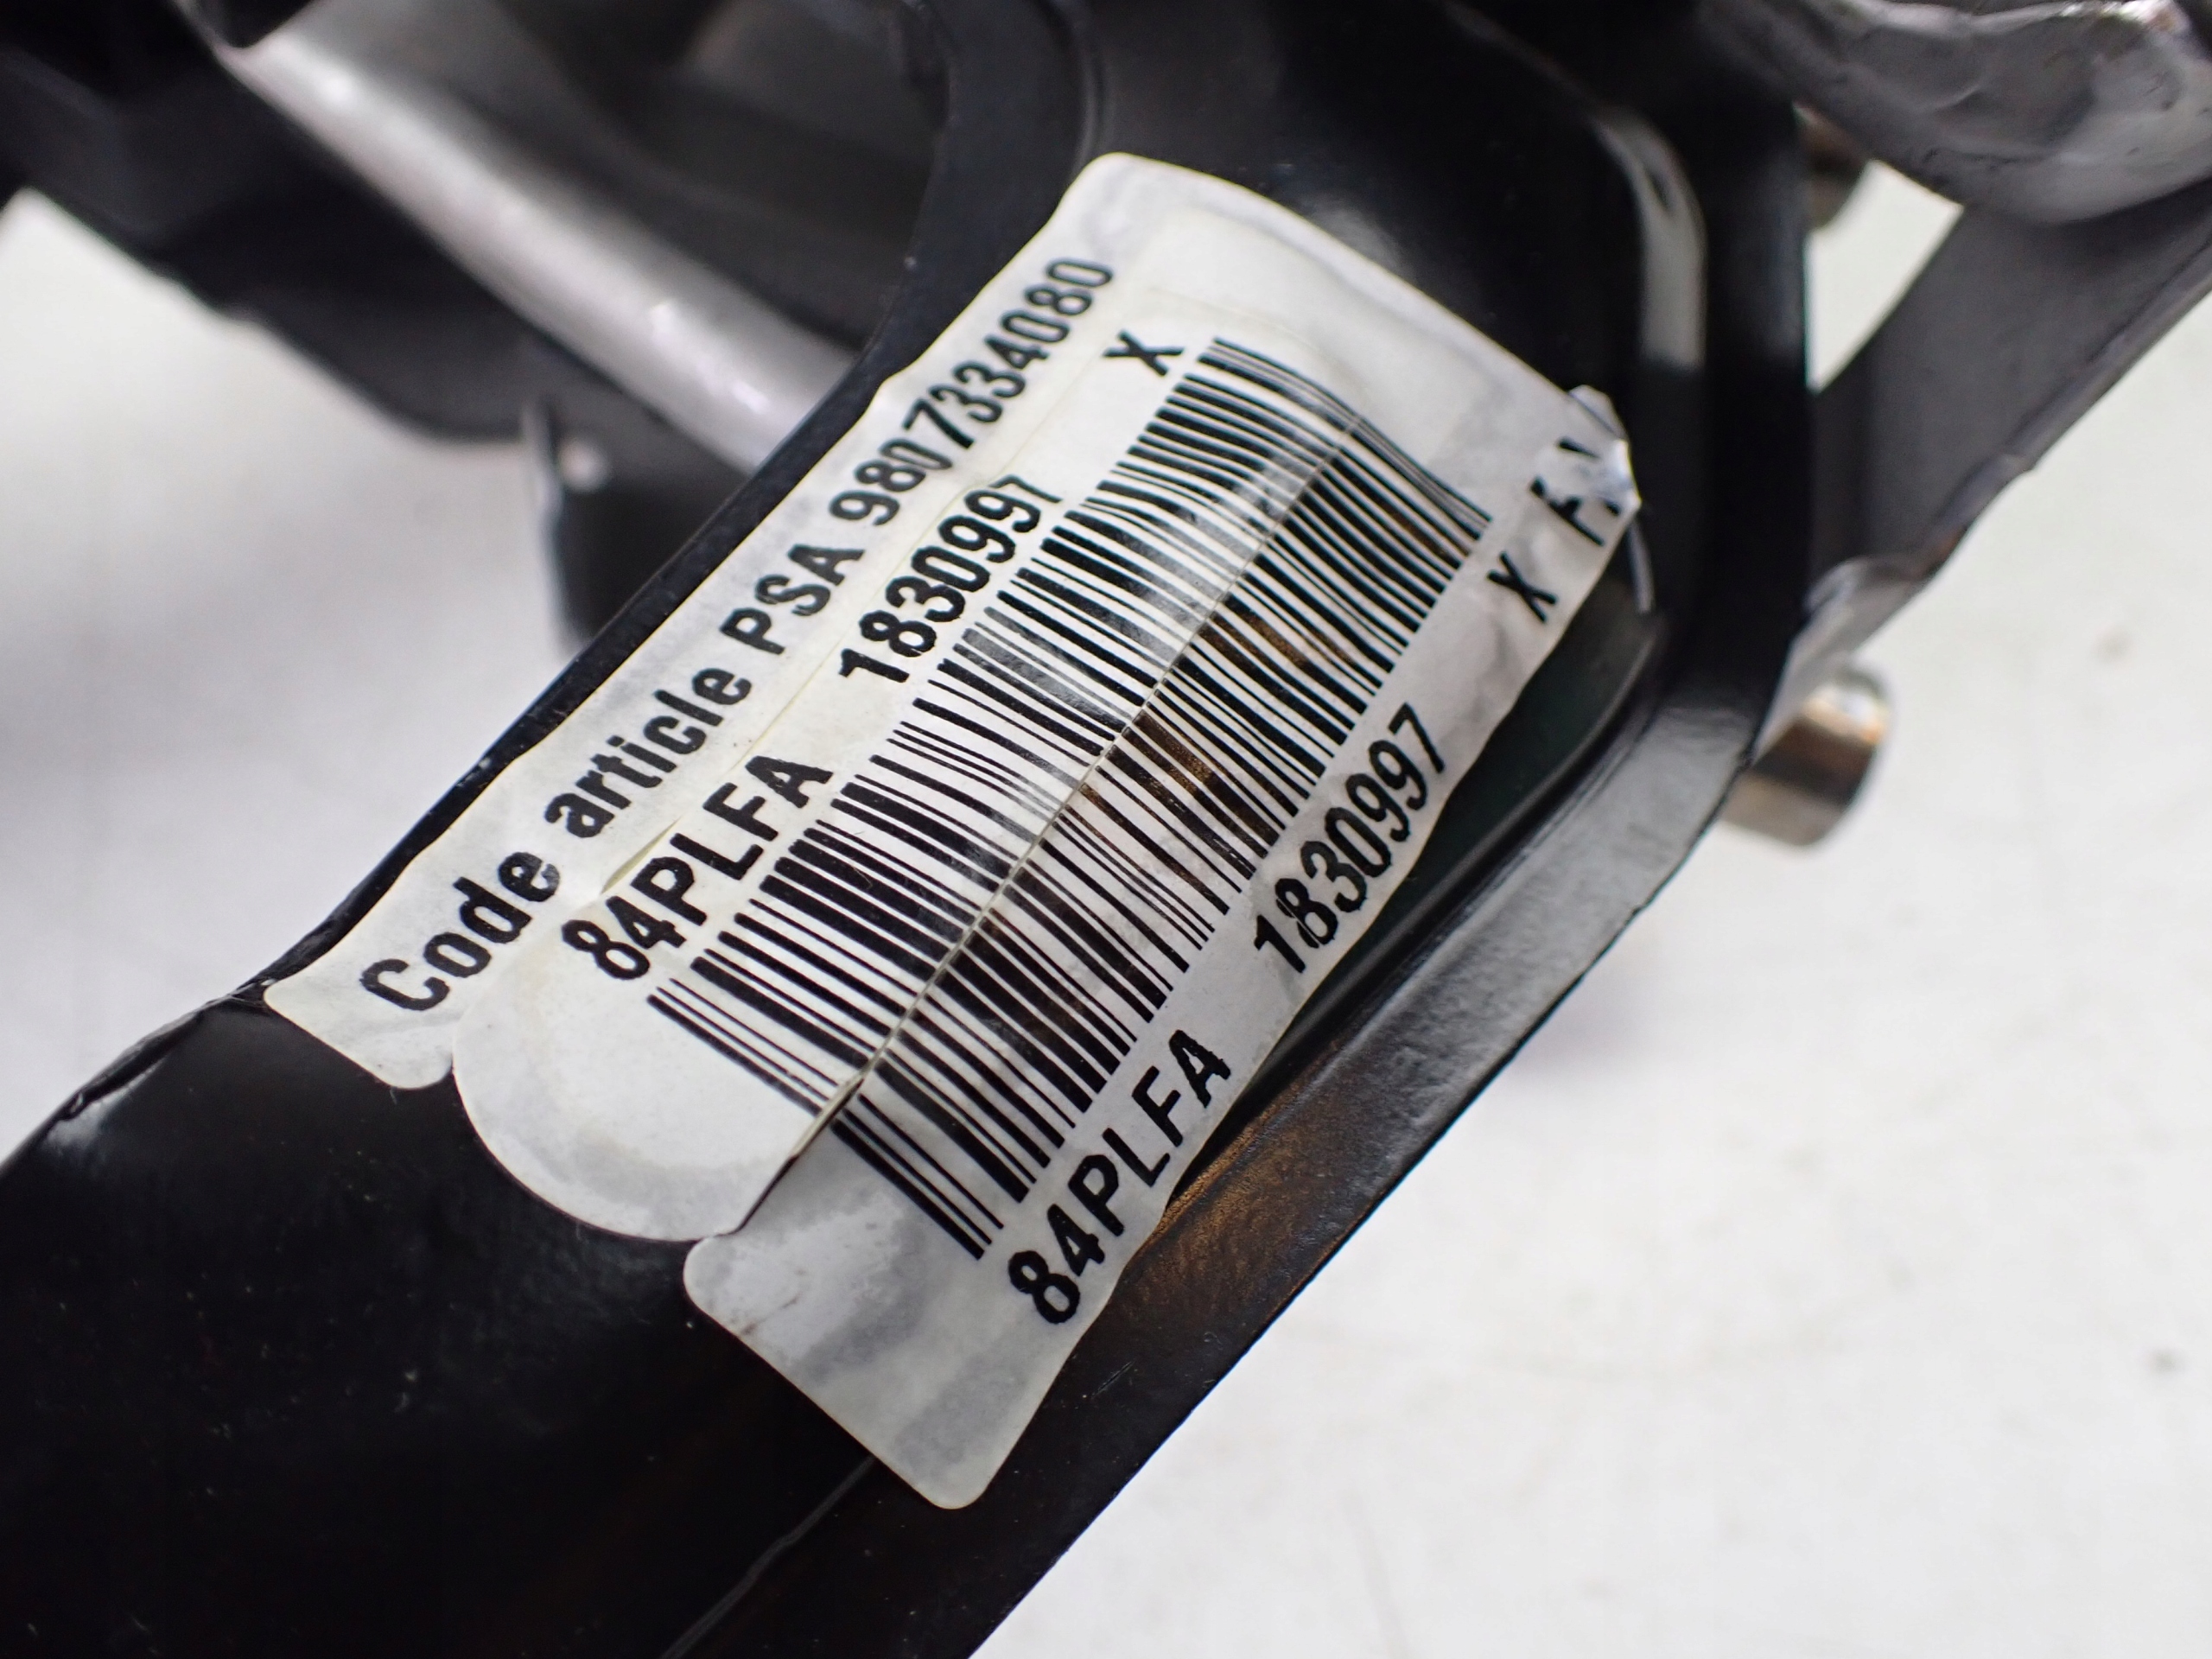 Code article PSA 9807334080
84PLFA 1830997 X
84PLFA 1830997 X